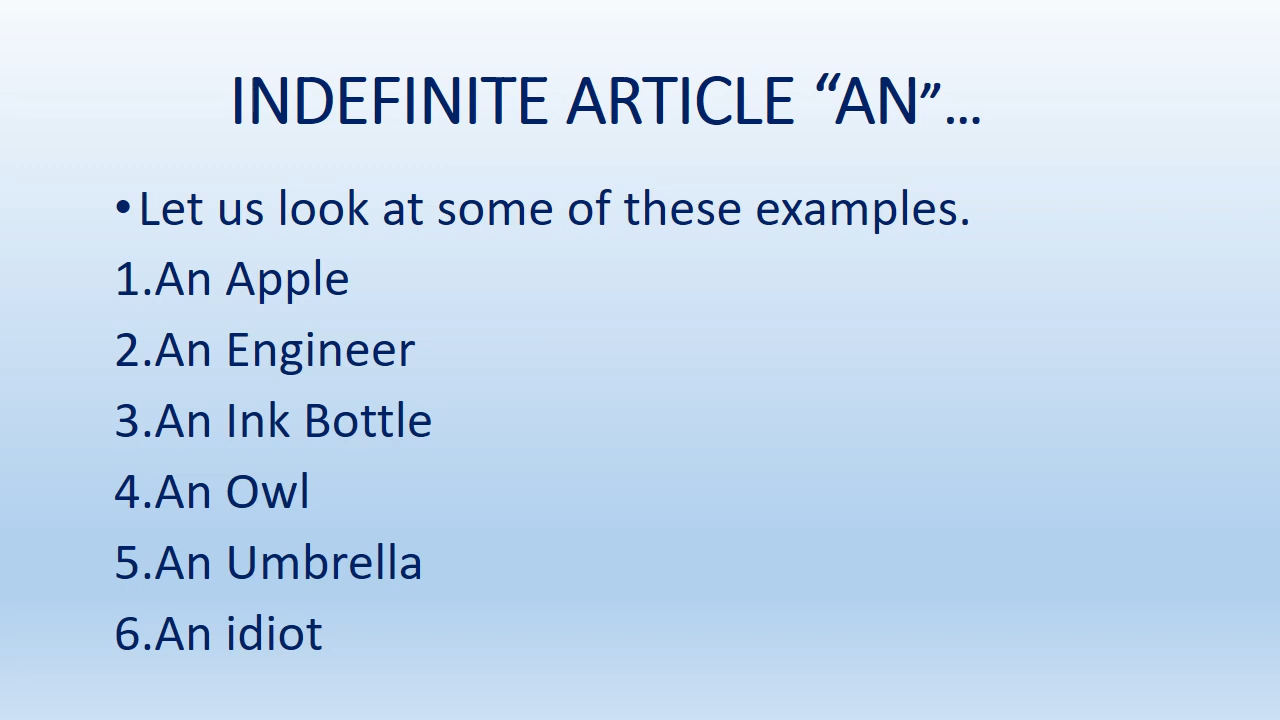 INDEFINITE ARTICLE “AN”...
•Let us look at some of these examples.
1.An Apple
2.An Engineer
3.An Ink Bottle
4.An Owl
5.An Umbrella
6.An idiot